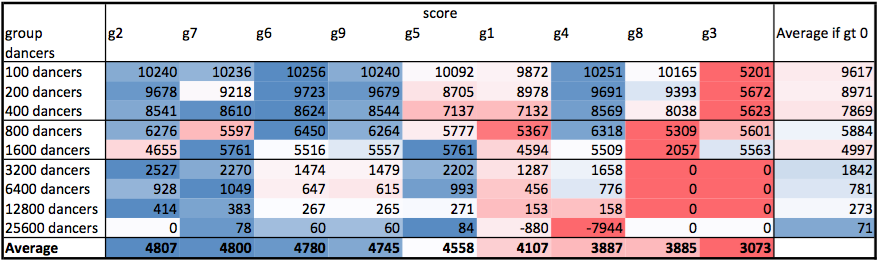 score
group dancers g2 g7 g6 g9 g5 g1 g4 g8 g3 Average if gt 0
100 dancers 10240 10236 10256 10240 10092 9872 10251 10165 5201 9617
200 dancers 9678 9218 9723 9679 8705 8978 9691 9393 5672 8971
400 dancers 8541 8610 8624 8544 7137 7132 8569 8038 5623 7869
800 dancers 6276 5597 6450 6264 5777 5367 6318 5309 5601 5884
1600 dancers 4655 5761 5516 5557 5761 4594 5509 2057 5563 4997
3200 dancers 2527 2270 1474 1479 2202 1287 1658 0 0 1842
6400 dancers 928 1049 647 615 993 456 776 0 0 781
12800 dancers 414 383 267 265 271 153 158 0 0 273
25600 dancers 0 78 60 60 84 -880 -7944 0 0 71
Average 4807 4800 4780 4745 4558 4107 3887 3885 3073